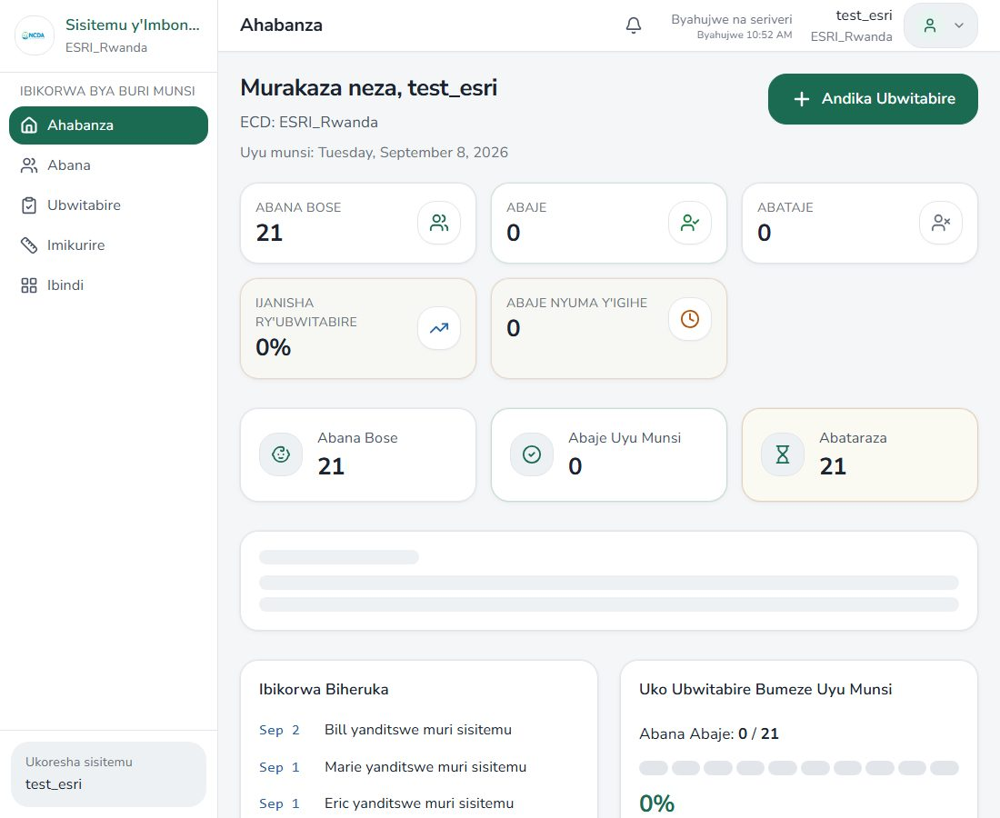 NCDA
Sisitemu y'Imbon...
ESRI_Rwanda
IBIKORWA BYA BURI MUNSI
Ahabanza
Abana
Ubwitabire
Imikurire
Ibindi
Ukoresha sisitemu
test_esri
Ahabanza
Byahujwe na seriveri
Byahujwe 10:52 AM
test_esri
ESRI_Rwanda
Murakaza neza, test_esri
ECD: ESRI_Rwanda
Uyu munsi: Tuesday, September 8, 2026
Andika Ubwitabire
ABANA BOSE
21
ABAJE
0
ABATAJE
0
IJANISHA
RY'UBWITABIRE
0%
ABAJE NYUMA Y'IGIHE
0
Abana Bose
21
Abaje Uyu Munsi
0
Abataraza
21
Ibikorwa Biheruka
Sep 2 Bill yanditswe muri sisitemu
Sep 1 Marie yanditswe muri sisitemu
Sep 1 Eric yanditswe muri sisitemu
Uko Ubwitabire Bumeze Uyu Munsi
Abana Abaje: 0 / 21
0%